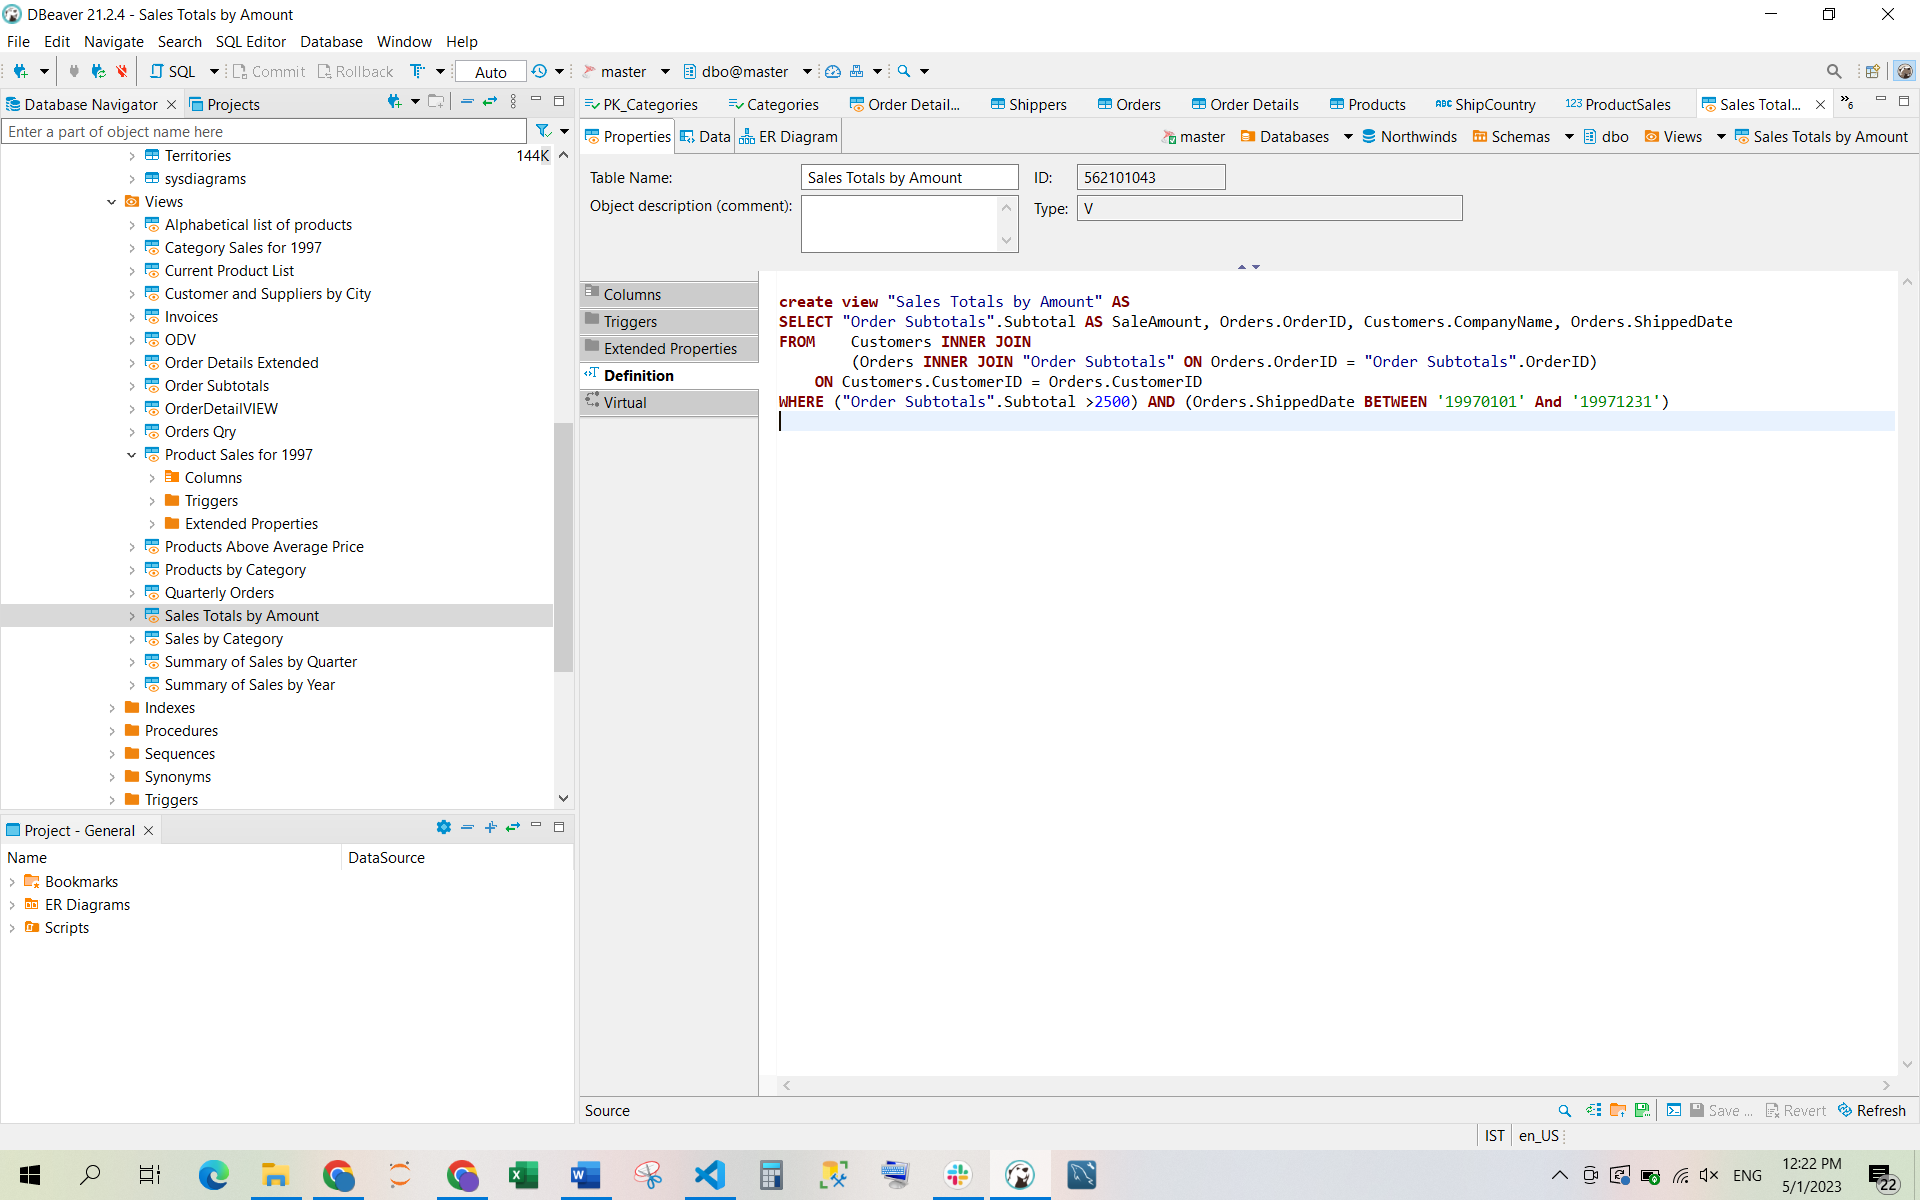 DBeaver 21.2.4 - Sales Totals by Amount
File Edit Navigate Search SQL Editor Database Window Help
SQL Commit Rollback Auto master dbo@master
Database Navigator Projects
PK_Categories Categories Order Detail... Shippers Orders Order Details Products ABC ShipCountry 123 ProductSales Sales Total... »6
Enter a part of object name here
Properties Data ER Diagram master Databases Northwinds Schemas dbo Views Sales Totals by Amount
Territories 144K
sysdiagrams
Views
Alphabetical list of products
Category Sales for 1997
Current Product List
Customer and Suppliers by City
Invoices
ODV
Order Details Extended
Order Subtotals
OrderDetailVIEW
Orders Qry
Product Sales for 1997
Columns
Triggers
Extended Properties
Products Above Average Price
Products by Category
Quarterly Orders
Sales Totals by Amount
Sales by Category
Summary of Sales by Quarter
Summary of Sales by Year
Indexes
Procedures
Sequences
Synonyms
Triggers
Table Name: Sales Totals by Amount ID: 562101043
Object description (comment): Type: V
Columns
Triggers
Extended Properties
Definition
Virtual
create view "Sales Totals by Amount" AS
SELECT "Order Subtotals".Subtotal AS SaleAmount, Orders.OrderID, Customers.CompanyName, Orders.ShippedDate
FROM Customers INNER JOIN
(Orders INNER JOIN "Order Subtotals" ON Orders.OrderID = "Order Subtotals".OrderID)
ON Customers.CustomerID = Orders.CustomerID
WHERE ("Order Subtotals".Subtotal >2500) AND (Orders.ShippedDate BETWEEN '19970101' And '19971231')
Project - General
Name DataSource
Bookmarks
ER Diagrams
Scripts
Source Save ... Revert Refresh
IST en_US
ENG 12:22 PM
5/1/2023
22